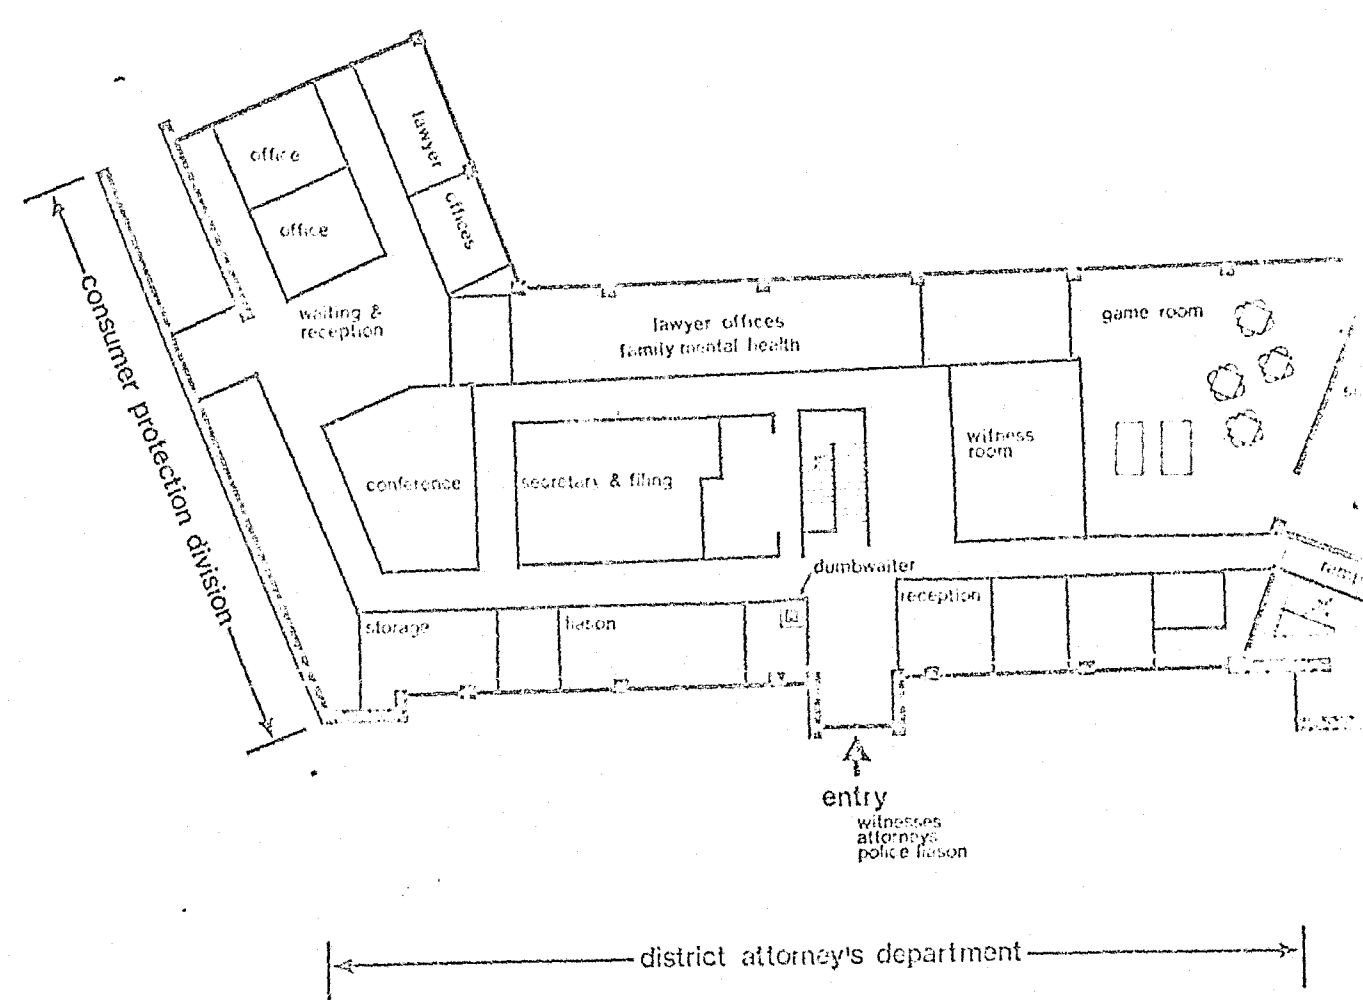 lawyer
office
offices
office
consumer protection division
waiting &
reception
lawyer offices
family mental health
game room
witness
room
conference
secretary & filing
dumbwaiter
reception
storage
liason
entry
witnesses
attorneys
police liason
district attorney's department